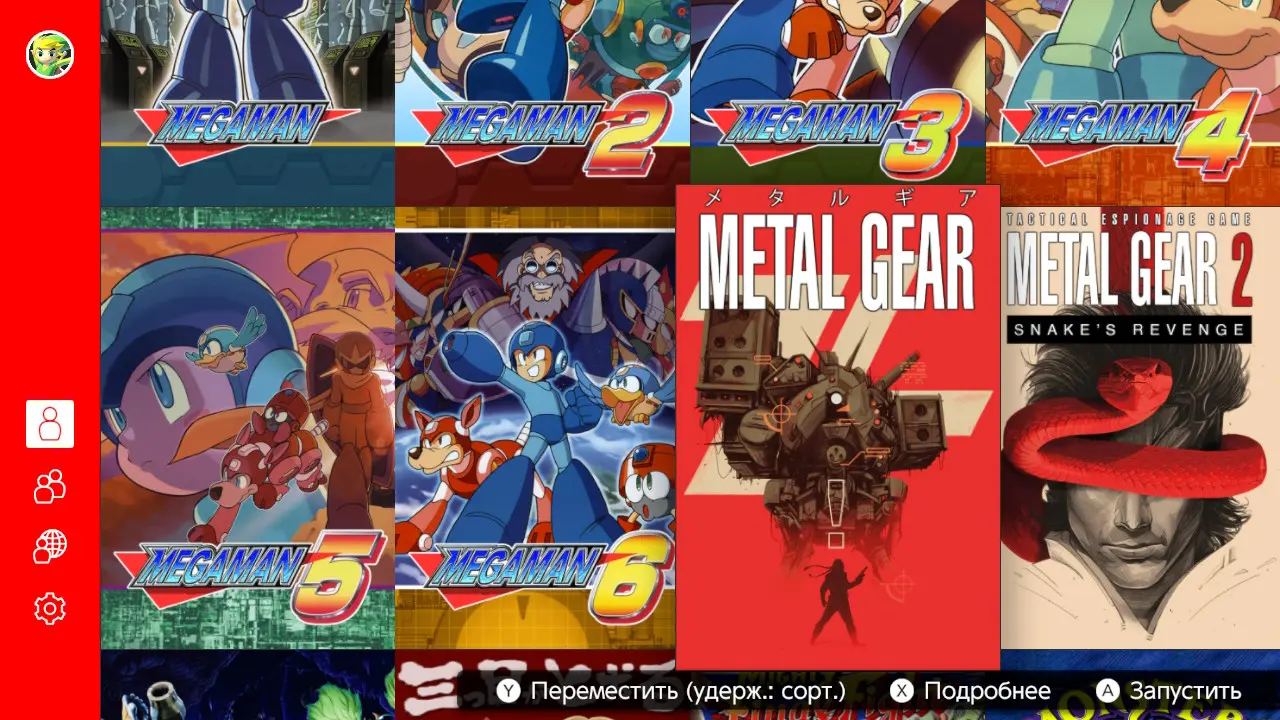 MEGAMAN
MEGAMAN 2
MEGAMAN 3
MEGAMAN 4
メタルギア
METAL GEAR
TACTICAL ESPIONAGE GAME
METAL GEAR 2
SNAKE'S REVENGE
MEGAMAN 5
MEGAMAN 6
Y Переместить (удерж.: сорт.) X Подробнее A Запустить